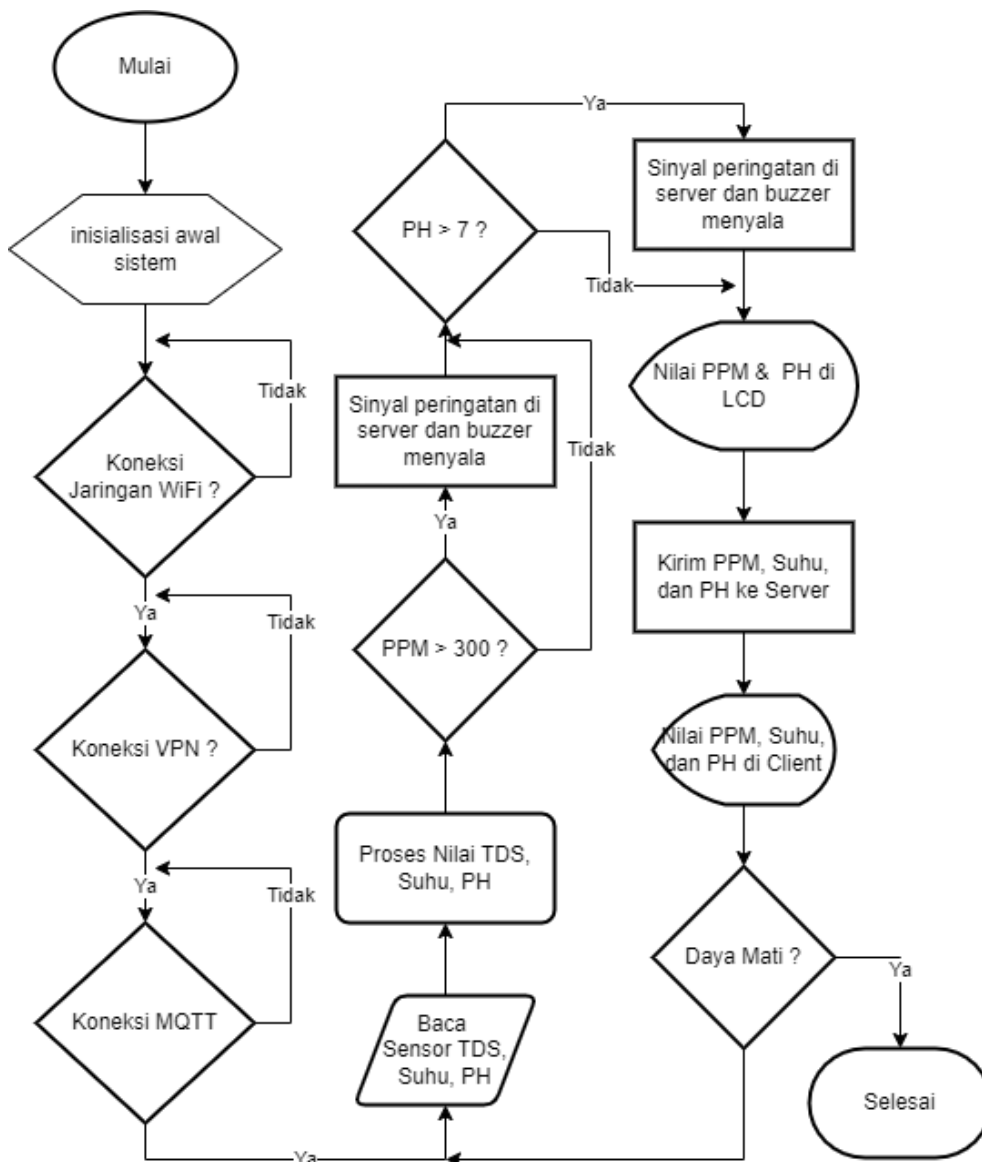 Mulai
inisialisasi awal
sistem
Tidak
Koneksi
Jaringan WiFi ?
Ya
Tidak
Koneksi VPN ?
Ya
Tidak
Koneksi MQTT
Ya
Baca
Sensor TDS,
Suhu, PH
Proses Nilai TDS,
Suhu, PH
PPM > 300 ?
Ya
Tidak
Sinyal peringatan di
server dan buzzer
menyala
PH > 7 ?
Ya
Tidak
Sinyal peringatan di
server dan buzzer
menyala
Nilai PPM & PH di
LCD
Kirim PPM, Suhu,
dan PH ke Server
Nilai PPM, Suhu,
dan PH di Client
Daya Mati ?
Ya
Selesai